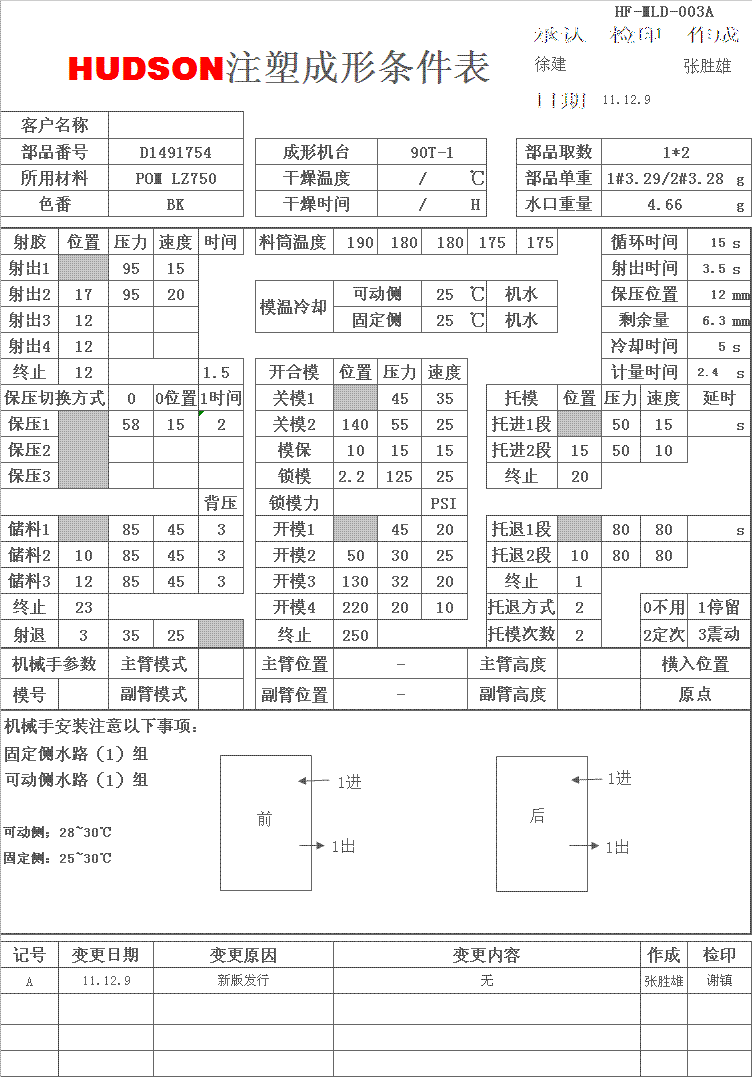 HF-MLD-003A
承认 检印 作成
徐建 张胜雄
HUDSON注塑成形条件表
日期 11.12.9
客户名称
部品番号 D1491754 成形机台 90T-1 部品取数 1*2
所用材料 POM LZ750 干燥温度 / ℃ 部品单重 1#3.29/2#3.28 g
色番 BK 干燥时间 / H 水口重量 4.66 g
射胶 位置 压力 速度 时间 料筒温度 190 180 180 175 175 循环时间 15 s
射出1 95 15 射出时间 3.5 s
射出2 17 95 20 模温冷却 可动侧 25 ℃ 机水 保压位置 12 mm
射出3 12 固定侧 25 ℃ 机水 剩余量 6.3 mm
射出4 12 冷却时间 5 s
终止 12 1.5 开合模 位置 压力 速度 计量时间 2.4 s
保压切换方式 0 0位置 1时间 关模1 45 35 托模 位置 压力 速度 延时
保压1 58 15 2 关模2 140 55 25 托进1段 50 15 s
保压2 模保 10 15 15 托进2段 15 50 10
保压3 锁模 2.2 125 25 终止 20
背压 锁模力 PSI
储料1 85 45 3 开模1 45 20 托退1段 80 80 s
储料2 10 85 45 3 开模2 50 30 25 托退2段 10 80 80
储料3 12 85 45 3 开模3 130 32 20 终止 1
终止 23 开模4 220 20 10 托退方式 2 0不用 1停留
射退 3 35 25 终止 250 托模次数 2 2定次 3震动
机械手参数 主臂模式 主臂位置 - 主臂高度 横入位置
模号 副臂模式 副臂位置 - 副臂高度 原点
机械手安装注意以下事项:
固定侧水路（1）组
可动侧水路（1）组
1进 1进
前 后
可动侧；28~30℃
1出 1出
固定侧：25~30℃
记号 变更日期 变更原因 变更内容 作成 检印
A 11.12.9 新版发行 无 张胜雄 谢镇